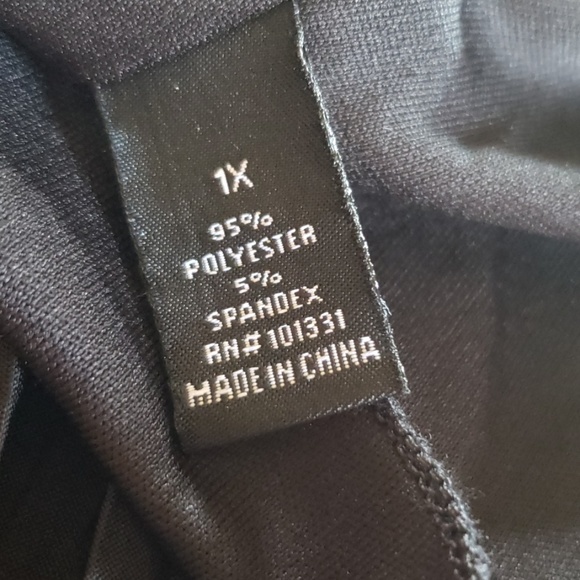 1X
95%
POLYESTER
5%
SPANDEX
RN# 101331
MADE IN CHINA